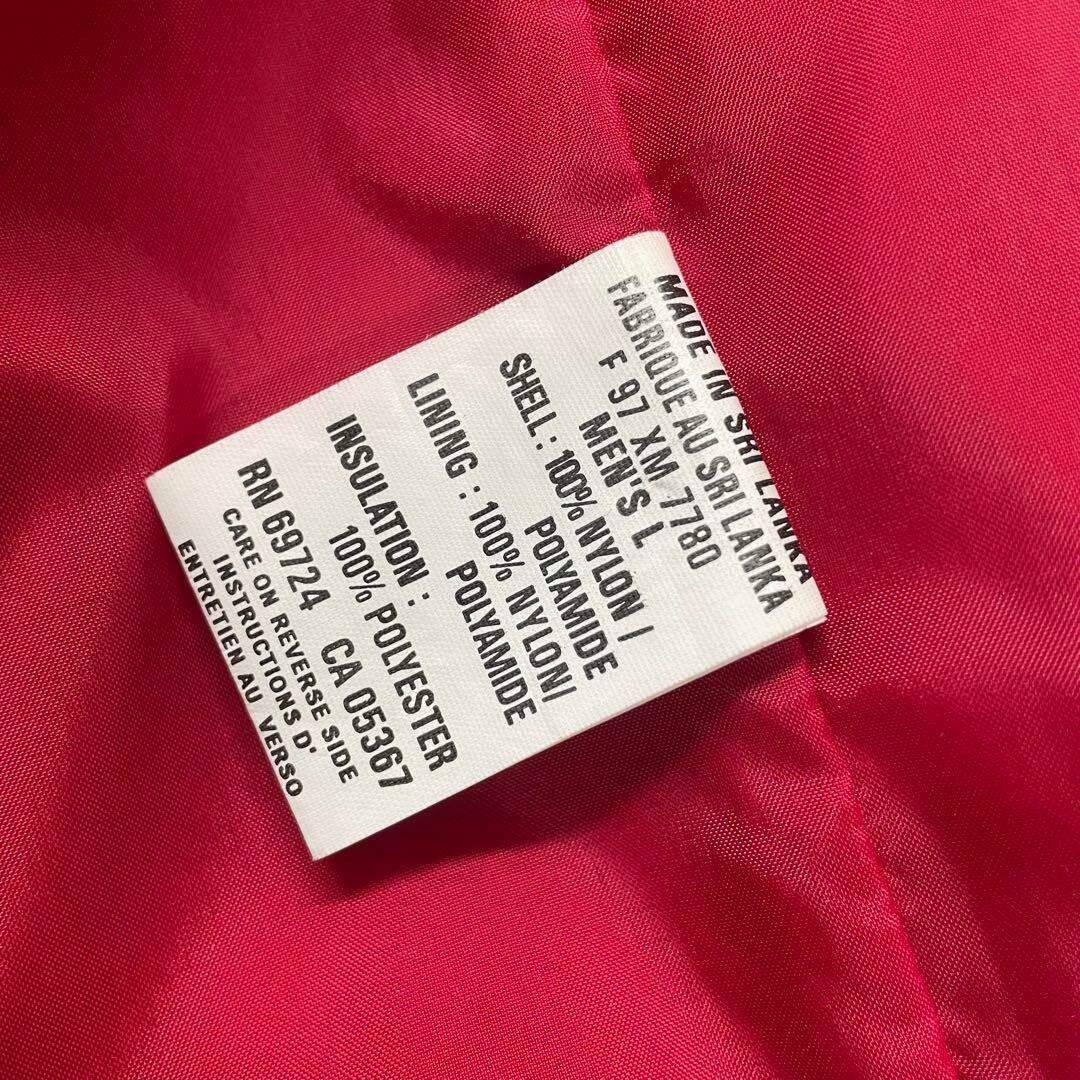 MADE IN SRI LANKA
FABRIQUE AU SRI LANKA
F 97 XM 7780
MEN'S L
SHELL : 100% NYLON /
POLYAMIDE
LINING : 100% NYLON/
POLYAMIDE
INSULATION :
100% POLYESTER
RN 69724 CA 05367
CARE ON REVERSE SIDE
INSTRUCTIONS D'
ENTRETIEN AU VERSO